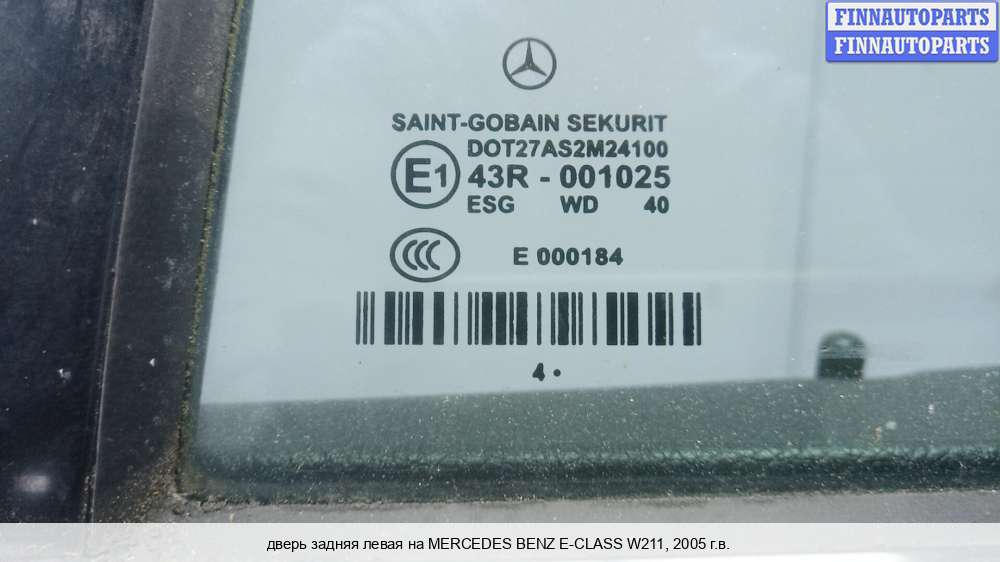 FINNAUTOPARTS
FINNAUTOPARTS
SAINT-GOBAIN SEKURIT
DOT27AS2M24100
E1 43R - 001025
ESG WD 40
CCC E 000184
4 •
дверь задняя левая на MERCEDES BENZ E-CLASS W211, 2005 г.в.